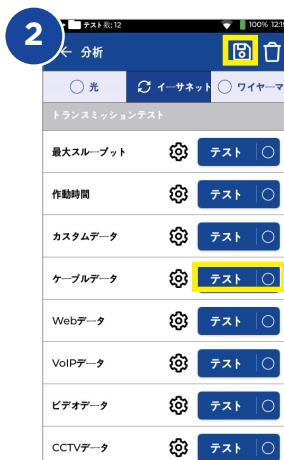 2
テスト数: 12
100% 12:19
分析
光 イーサネット ワイヤーマ
トランスミッションテスト
最大スループット テスト
作動時間 テスト
カスタムデータ テスト
ケーブルデータ テスト
Webデータ テスト
VoIPデータ テスト
ビデオデータ テスト
CCTVデータ テスト